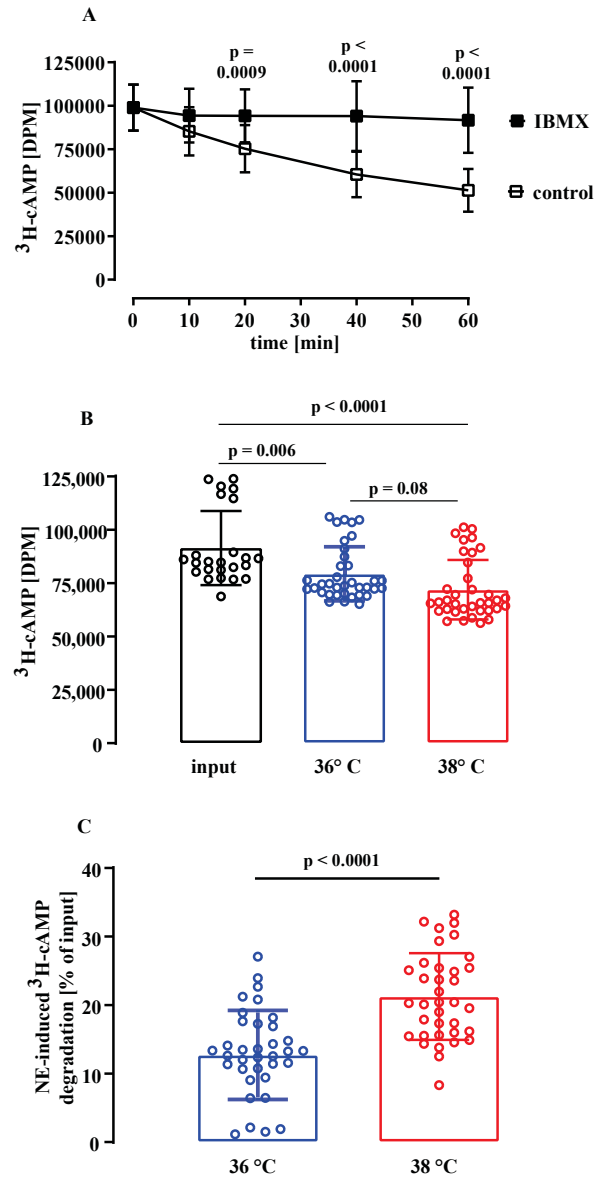 A
p =
0.0009
p <
0.0001
p <
0.0001
125000
100000
75000
50000
25000
0
³H-cAMP [DPM]
IBMX
control
0 10 20 30 40 50 60
time [min]
B
p < 0.0001
p = 0.006
p = 0.08
125,000
100,000
75,000
50,000
25,000
0
³H-cAMP [DPM]
input 36° C 38° C
C
p < 0.0001
40
30
20
10
0
NE-induced ³H-cAMP
degradation [% of input]
36 °C 38 °C